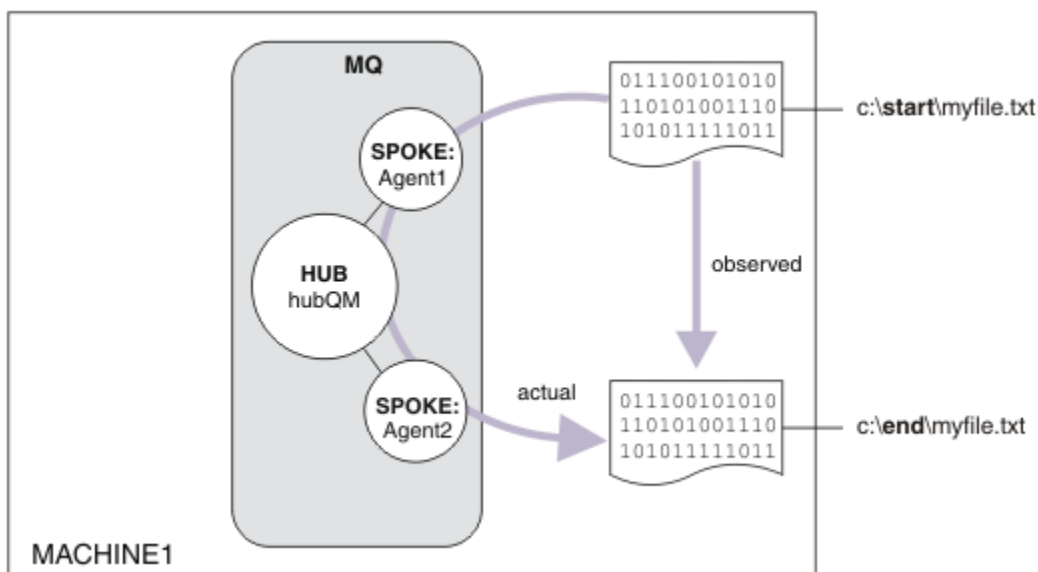 MQ
011100101010
110101001110
101011111011
c:\start\myfile.txt
SPOKE:
Agent1
HUB
hubQM
observed
SPOKE:
Agent2
actual
011100101010
110101001110
101011111011
c:\end\myfile.txt
MACHINE1